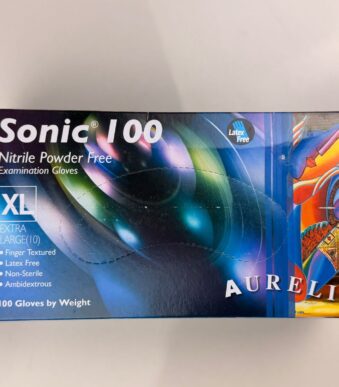 Sonic® 100
Nitrile Powder Free
Examination Gloves
Latex
Free
XL
EXTRA
LARGE(10)
• Finger Textured
• Latex Free
• Non-Sterile
• Ambidextrous
100 Gloves by Weight
AURELI